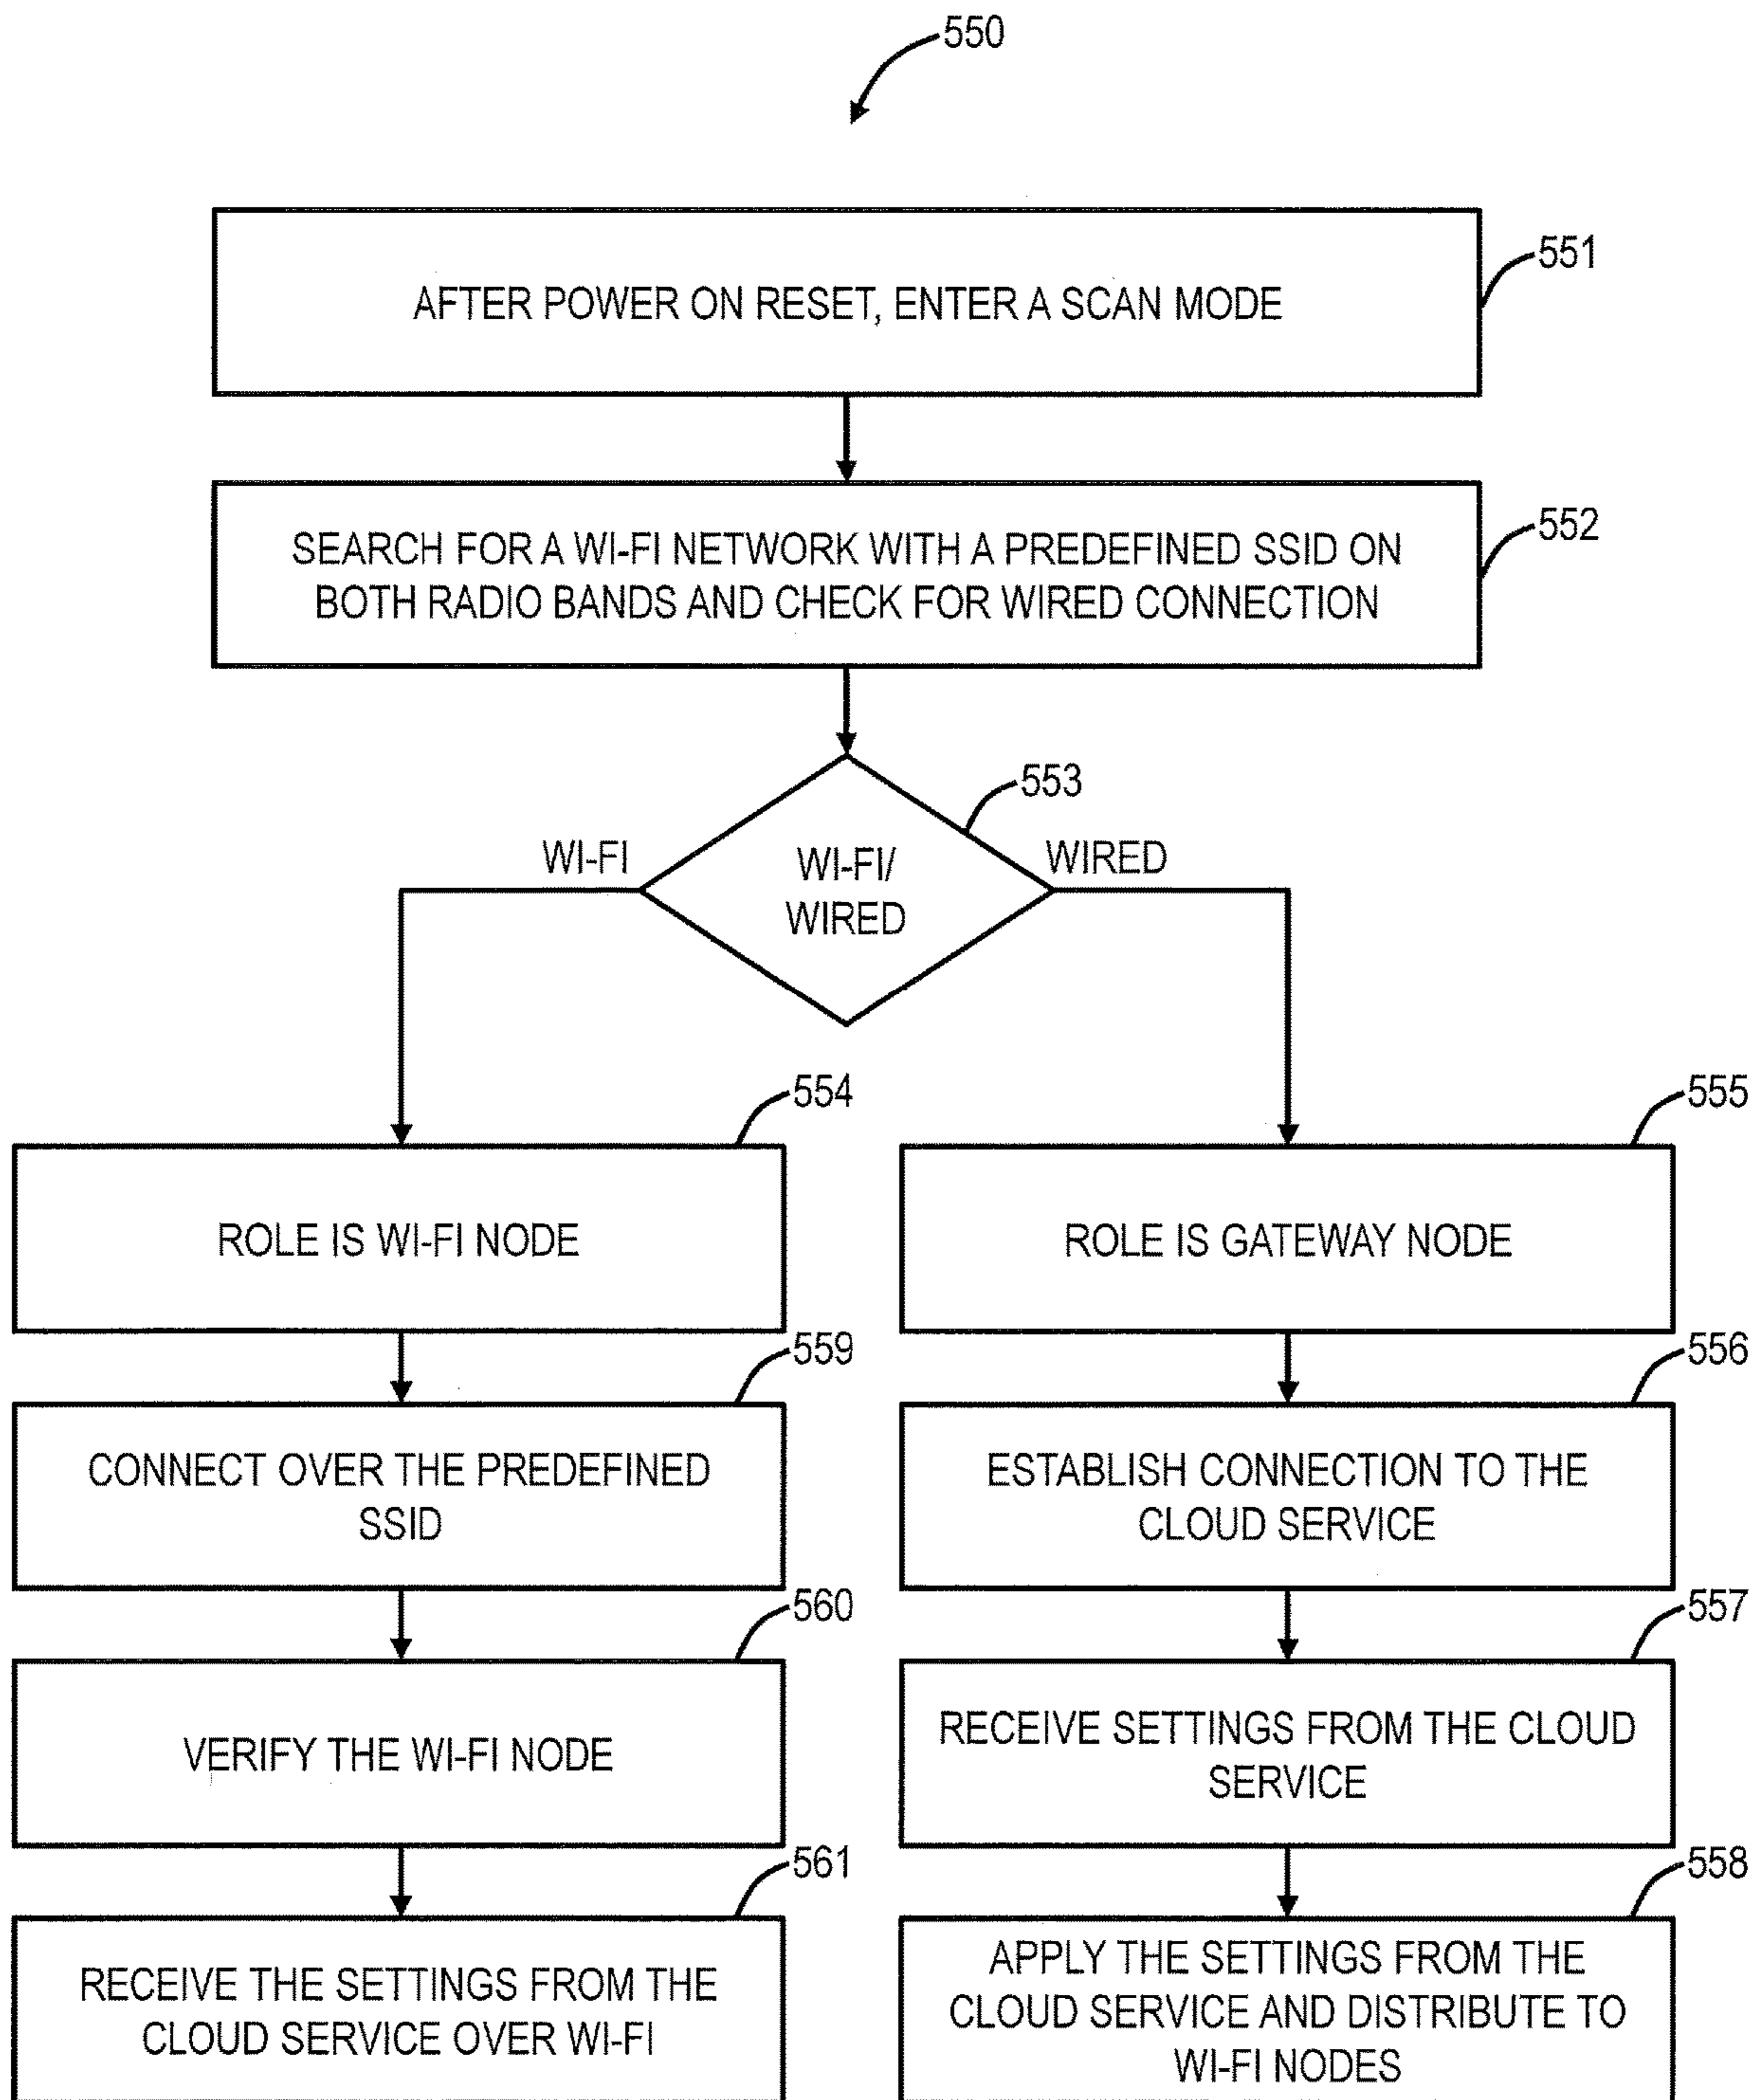 550
AFTER POWER ON RESET, ENTER A SCAN MODE
551
SEARCH FOR A WI-FI NETWORK WITH A PREDEFINED SSID ON
BOTH RADIO BANDS AND CHECK FOR WIRED CONNECTION
552
553
WI-FI
WI-FI/
WIRED
WIRED
554
ROLE IS WI-FI NODE
555
ROLE IS GATEWAY NODE
559
CONNECT OVER THE PREDEFINED
SSID
556
ESTABLISH CONNECTION TO THE
CLOUD SERVICE
560
VERIFY THE WI-FI NODE
557
RECEIVE SETTINGS FROM THE CLOUD
SERVICE
561
RECEIVE THE SETTINGS FROM THE
CLOUD SERVICE OVER WI-FI
558
APPLY THE SETTINGS FROM THE
CLOUD SERVICE AND DISTRIBUTE TO
WI-FI NODES